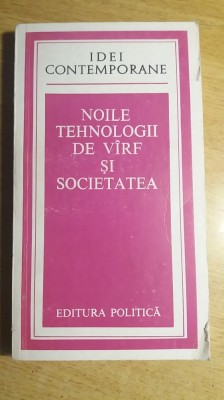 IDEI
CONTEMPORANE
NOILE
TEHNOLOGII
DE VÎRF
ȘI
SOCIETATEA
EDITURA POLITICĂ